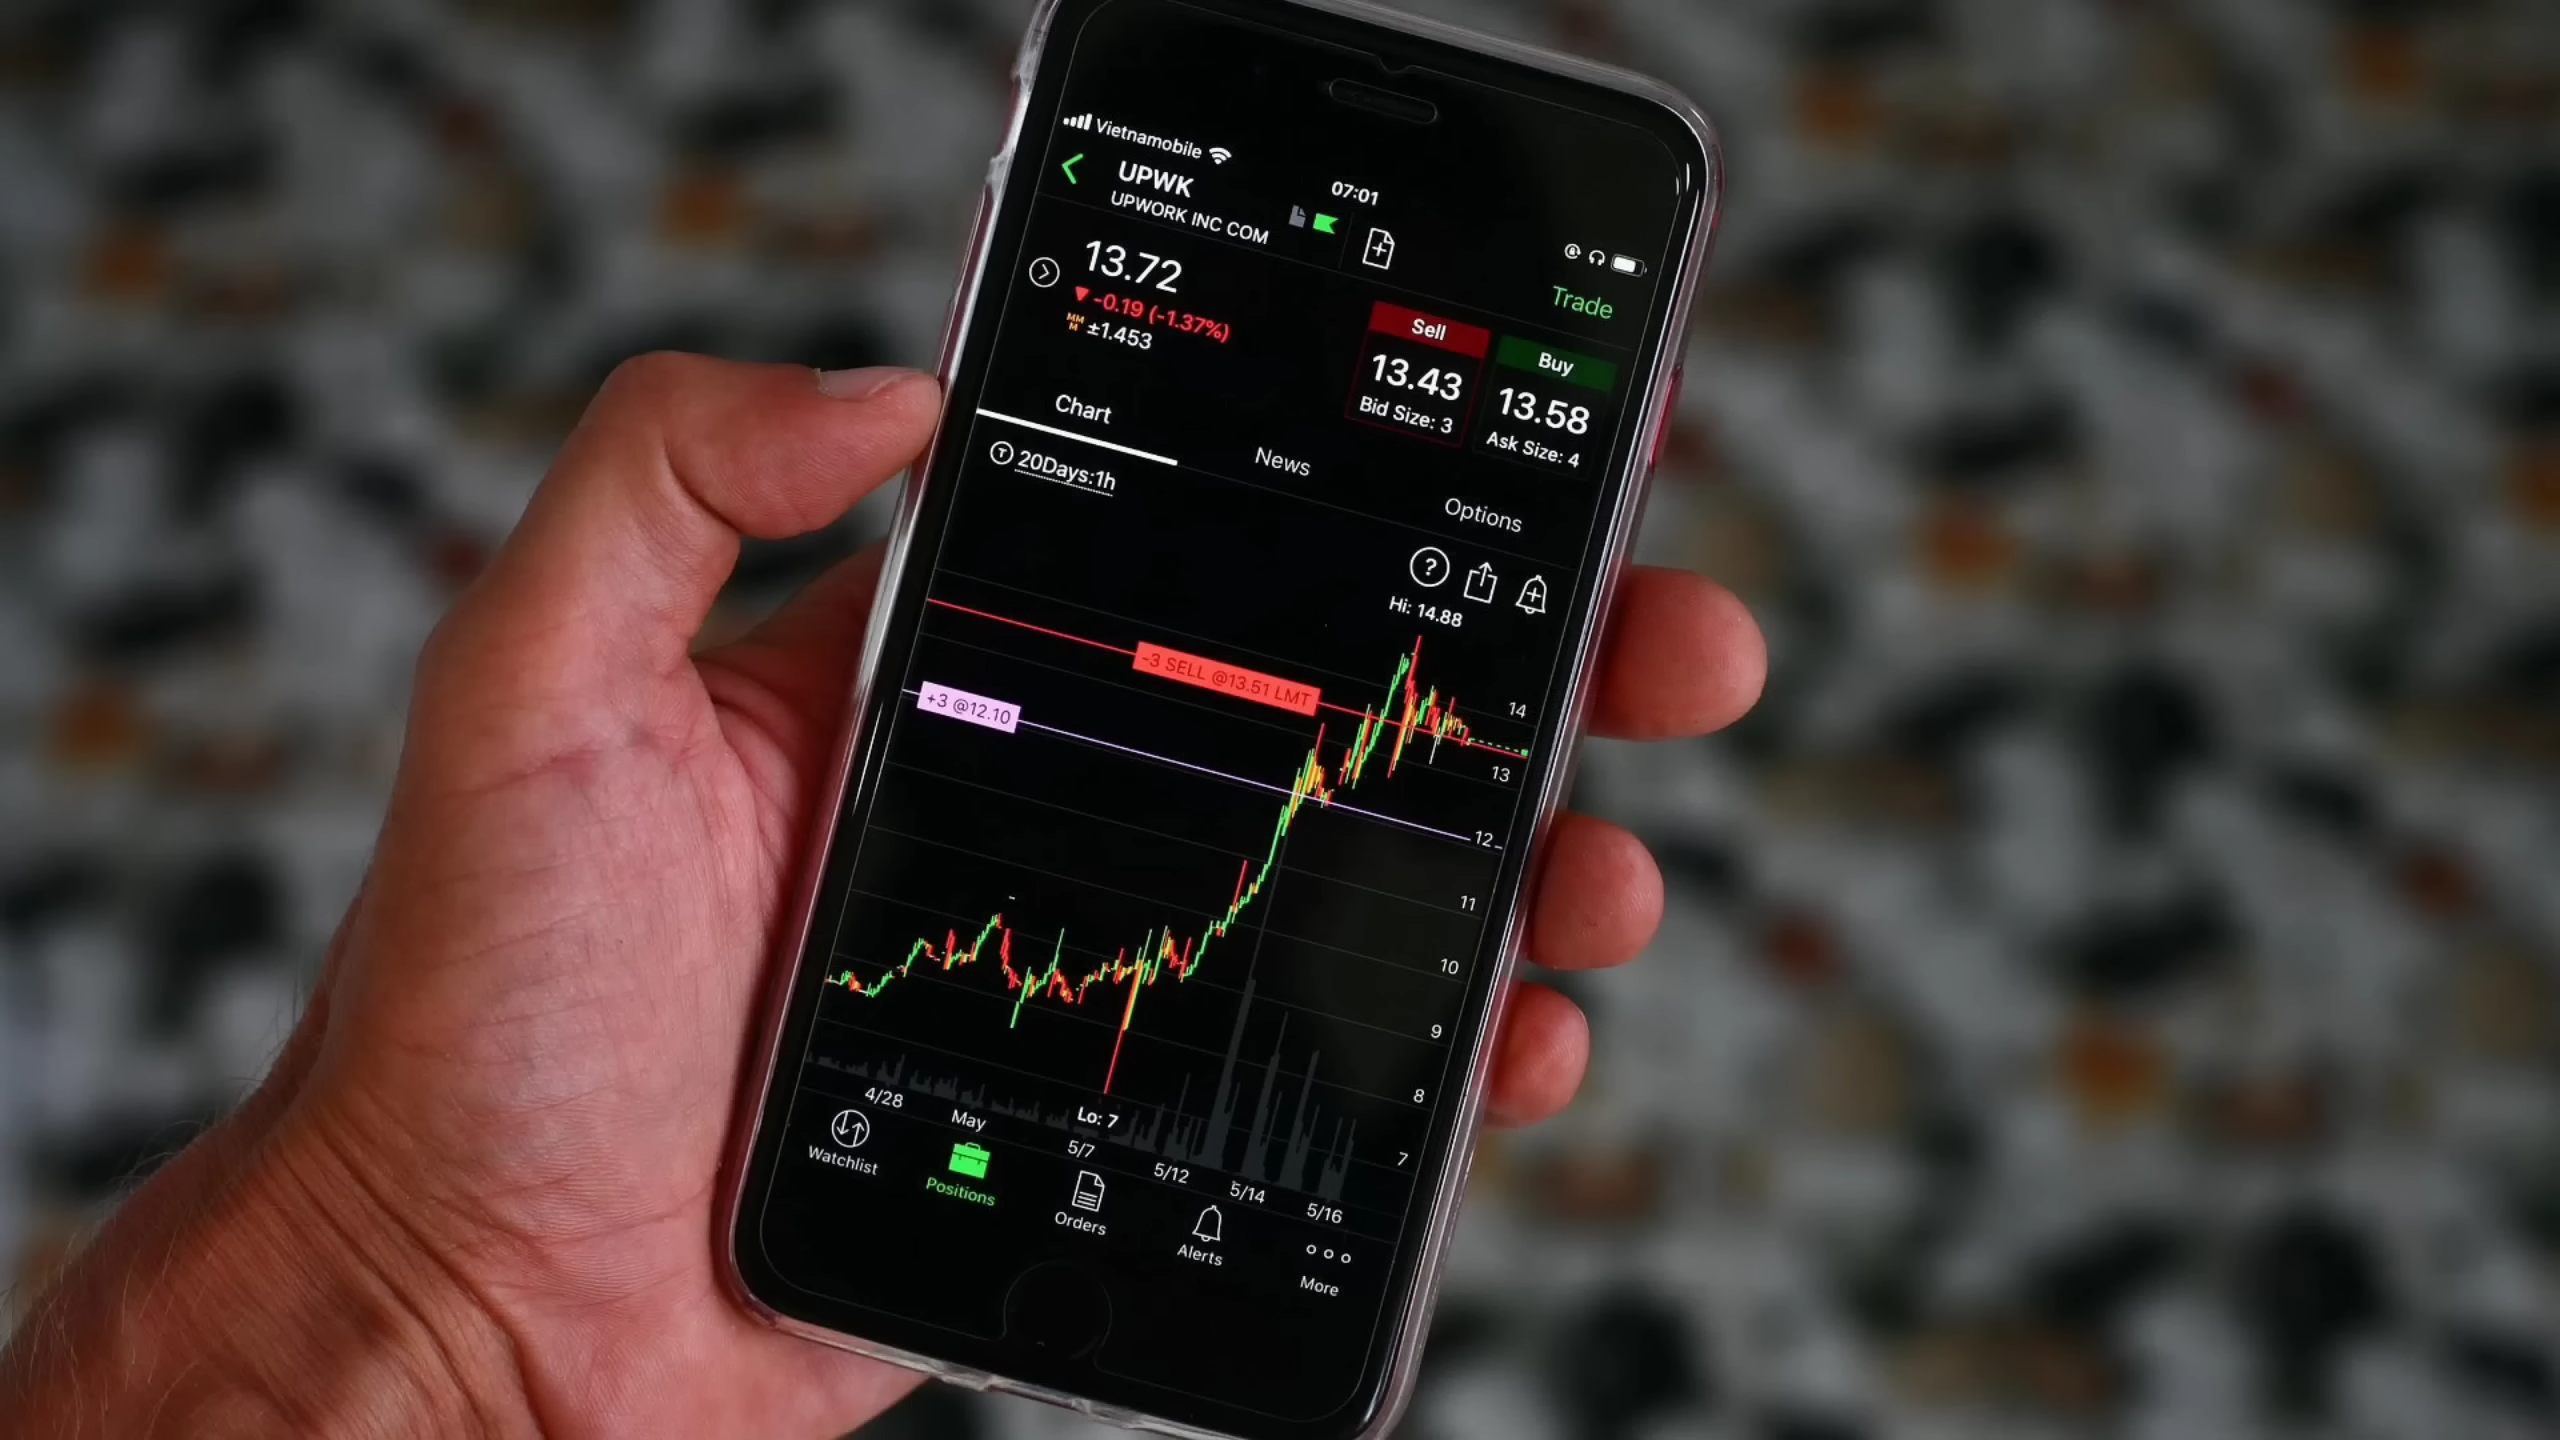 Vietnamobile
07:01
UPWK
UPWORK INC COM
13.72
-0.19 (-1.37%)
MM
M
±1.453
Trade
Sell
13.43
Bid Size: 3
Buy
13.58
Ask Size: 4
Chart
News
Options
T
20Days:1h
?
Hi: 14.88
-3 SELL @13.51 LMT
+3 @12.10
14
13
12
11
10
9
8
7
Lo: 7
4/28
May
5/7
5/12
5/14
5/16
Watchlist
Positions
Orders
Alerts
More